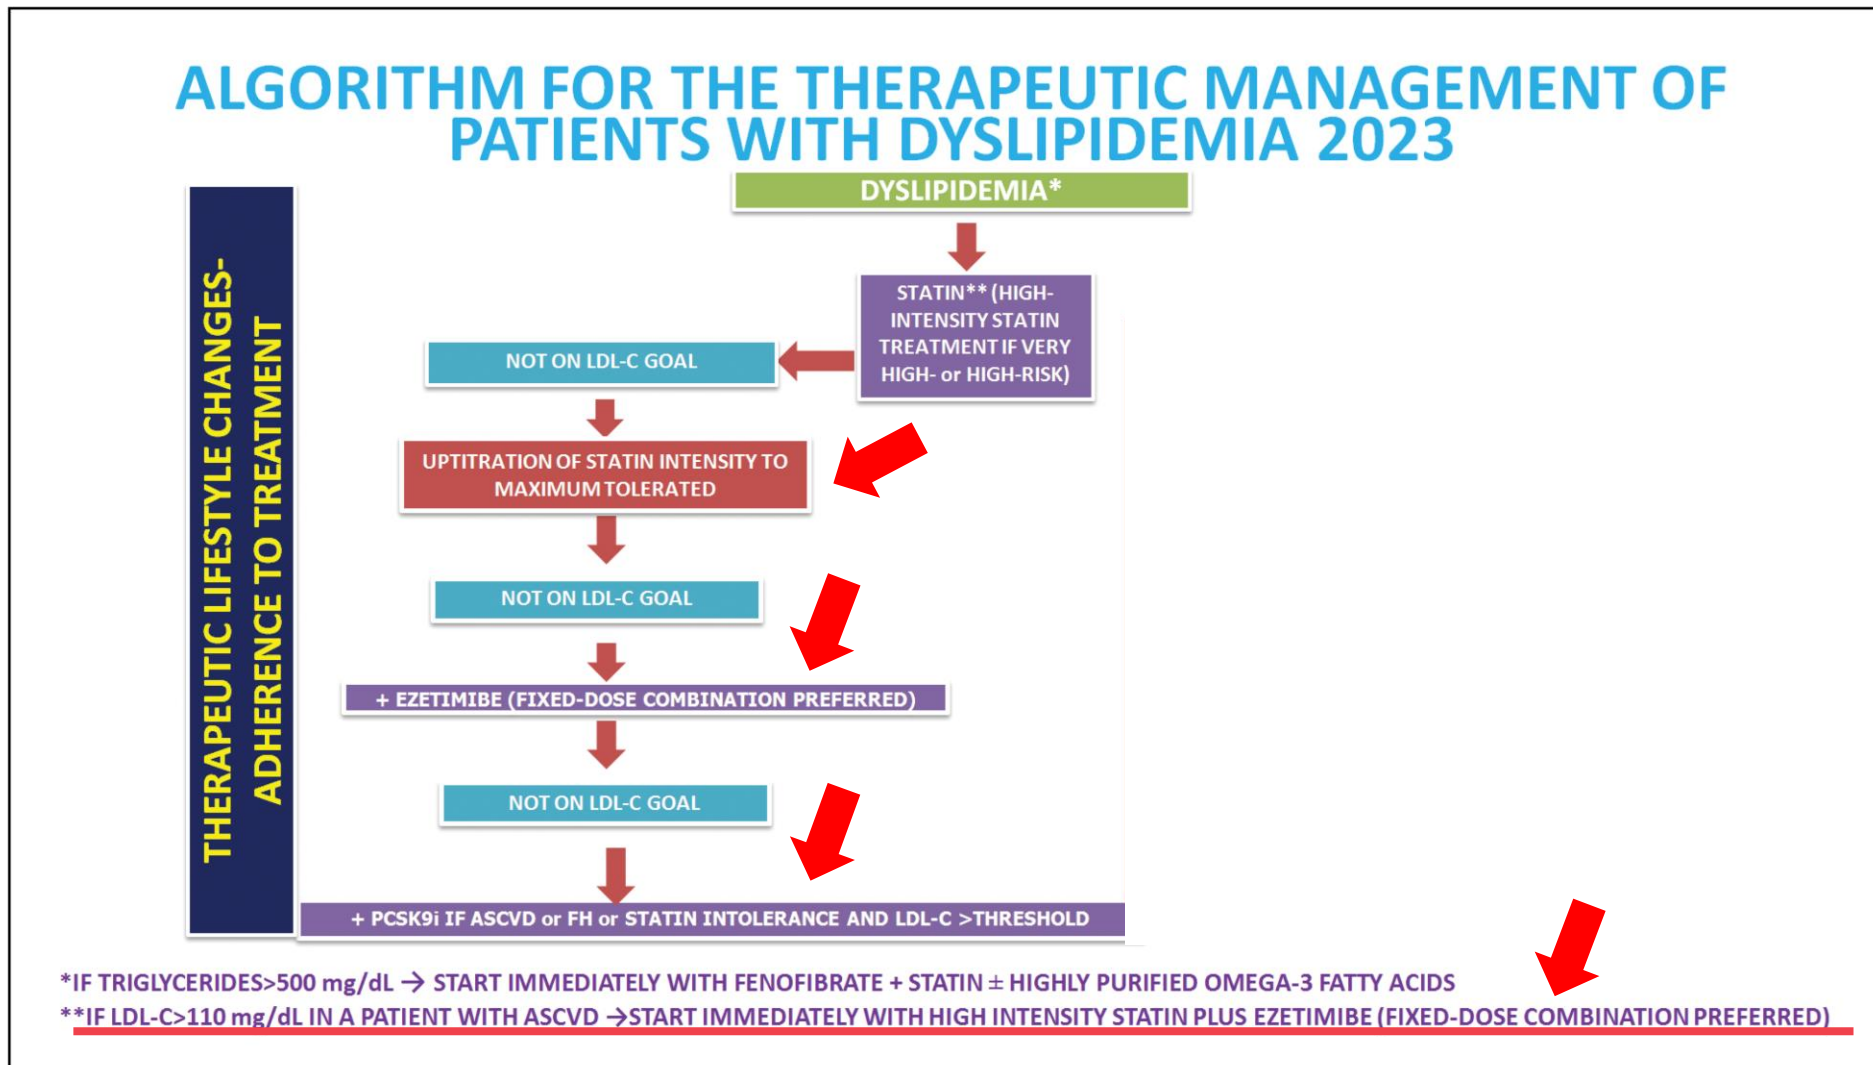 ALGORITHM FOR THE THERAPEUTIC MANAGEMENT OF
PATIENTS WITH DYSLIPIDEMIA 2023
THERAPEUTIC LIFESTYLE CHANGES-
ADHERENCE TO TREATMENT
DYSLIPIDEMIA*
STATIN** (HIGH-
INTENSITY STATIN
TREATMENT IF VERY
HIGH- or HIGH-RISK)
NOT ON LDL-C GOAL
UPTITRATION OF STATIN INTENSITY TO
MAXIMUM TOLERATED
NOT ON LDL-C GOAL
+ EZETIMIBE (FIXED-DOSE COMBINATION PREFERRED)
NOT ON LDL-C GOAL
+ PCSK9i IF ASCVD or FH or STATIN INTOLERANCE AND LDL-C >THRESHOLD
*IF TRIGLYCERIDES>500 mg/dL → START IMMEDIATELY WITH FENOFIBRATE + STATIN ± HIGHLY PURIFIED OMEGA-3 FATTY ACIDS
**IF LDL-C>110 mg/dL IN A PATIENT WITH ASCVD →START IMMEDIATELY WITH HIGH INTENSITY STATIN PLUS EZETIMIBE (FIXED-DOSE COMBINATION PREFERRED)